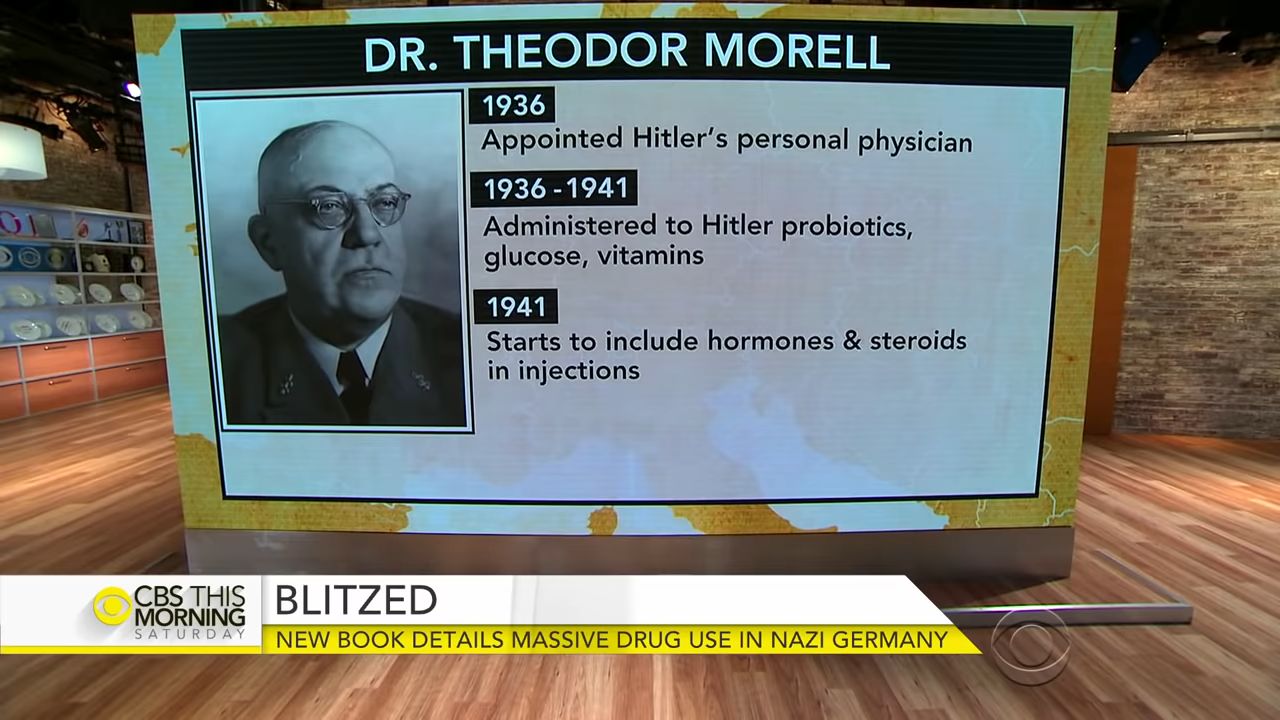 DR. THEODOR MORELL
1936
Appointed Hitler's personal physician
1936 - 1941
Administered to Hitler probiotics,
glucose, vitamins
1941
Starts to include hormones & steroids
in injections
CBS THIS
MORNING
SATURDAY
BLITZED
NEW BOOK DETAILS MASSIVE DRUG USE IN NAZI GERMANY